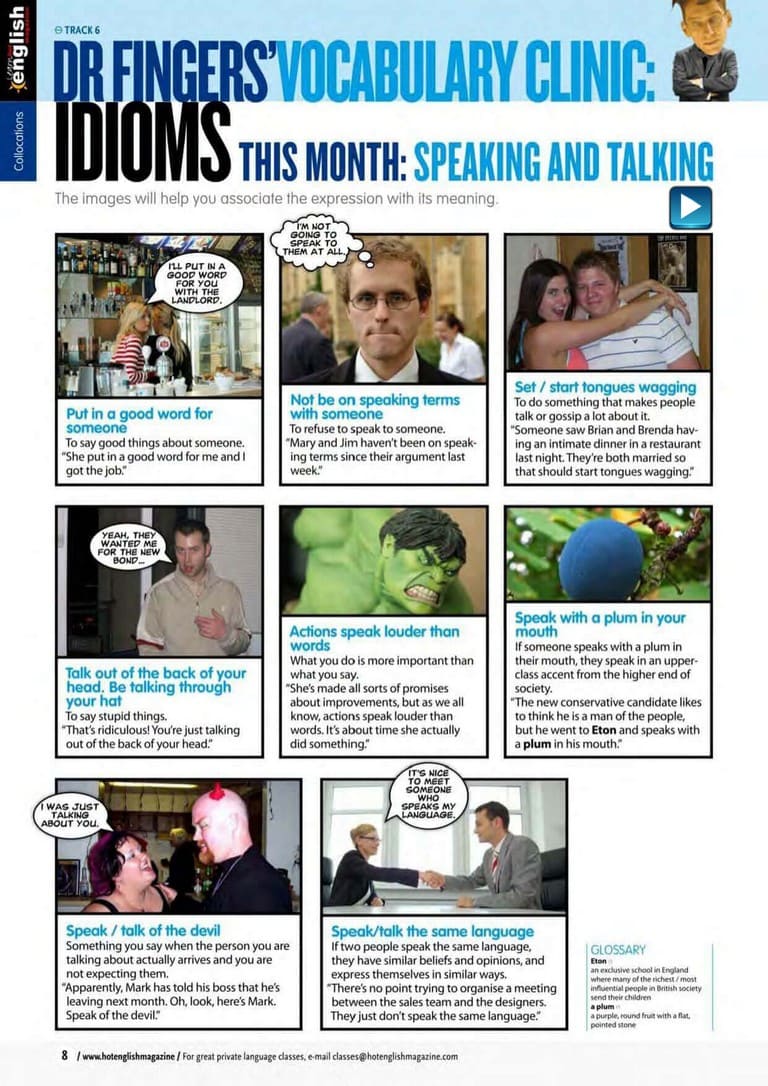 Learn hot english magazine
Collocations
TRACK 6
DR FINGERS' VOCABULARY CLINIC:
IDIOMS THIS MONTH: SPEAKING AND TALKING
The images will help you associate the expression with its meaning.
I'LL PUT IN A
GOOD WORD
FOR YOU
WITH THE
LANDLORD.
Put in a good word for
someone
To say good things about someone.
"She put in a good word for me and I
got the job."
I'M NOT
GOING TO
SPEAK TO
THEM AT ALL.
Not be on speaking terms
with someone
To refuse to speak to someone.
"Mary and Jim haven't been on speak-
ing terms since their argument last
week."
Set / start tongues wagging
To do something that makes people
talk or gossip a lot about it.
"Someone saw Brian and Brenda hav-
ing an intimate dinner in a restaurant
last night. They're both married so
that should start tongues wagging."
YEAH, THEY
WANTED ME
FOR THE NEW
BOND...
Talk out of the back of your
head. Be talking through
your hat
To say stupid things.
"That's ridiculous! You're just talking
out of the back of your head."
Actions speak louder than
words
What you do is more important than
what you say.
"She's made all sorts of promises
about improvements, but as we all
know, actions speak louder than
words. It's about time she actually
did something."
Speak with a plum in your
mouth
If someone speaks with a plum in
their mouth, they speak in an upper-
class accent from the higher end of
society.
"The new conservative candidate likes
to think he is a man of the people,
but he went to Eton and speaks with
a plum in his mouth."
I WAS JUST
TALKING
ABOUT YOU.
Speak / talk of the devil
Something you say when the person you are
talking about actually arrives and you are
not expecting them.
"Apparently, Mark has told his boss that he's
leaving next month. Oh, look, here's Mark.
Speak of the devil."
IT'S NICE
TO MEET
SOMEONE
WHO
SPEAKS MY
LANGUAGE.
Speak/talk the same language
If two people speak the same language,
they have similar beliefs and opinions, and
express themselves in similar ways.
"There's no point trying to organise a meeting
between the sales team and the designers.
They just don't speak the same language."
GLOSSARY
Eton n
an exclusive school in England
where many of the richest / most
influential people in British society
send their children
a plum n
a purple, round fruit with a flat,
pointed stone
8 / www.hotenglishmagazine / For great private language classes, e-mail classes@hotenglishmagazine.com